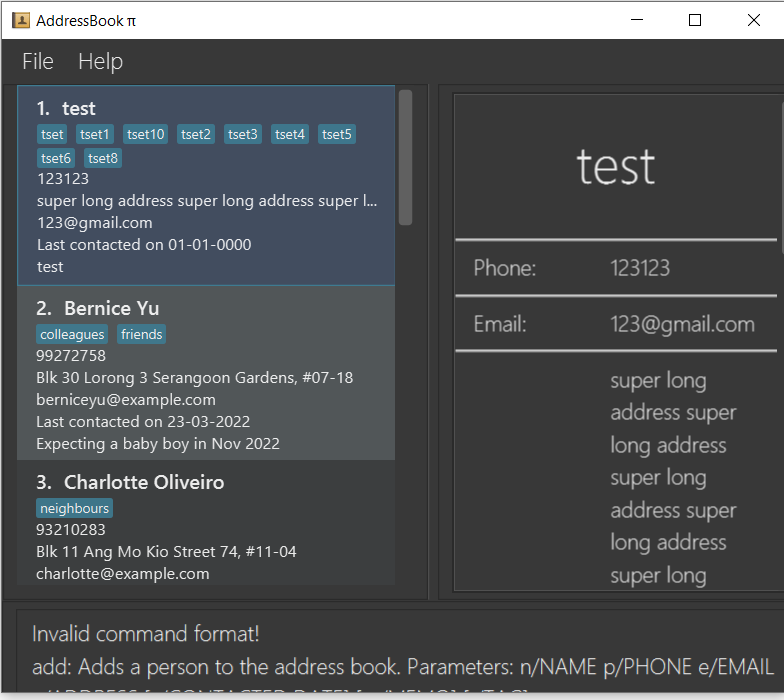 AddressBook π
File Help
1. test
tset tset1 tset10 tset2 tset3 tset4 tset5
tset6 tset8
123123
super long address super long address super l...
123@gmail.com
Last contacted on 01-01-0000
test
2. Bernice Yu
colleagues friends
99272758
Blk 30 Lorong 3 Serangoon Gardens, #07-18
berniceyu@example.com
Last contacted on 23-03-2022
Expecting a baby boy in Nov 2022
3. Charlotte Oliveiro
neighbours
93210283
Blk 11 Ang Mo Kio Street 74, #11-04
charlotte@example.com
test
Phone: 123123
Email: 123@gmail.com
super long
address super
long address
super long
address super
long address
super long
Invalid command format!
add: Adds a person to the address book. Parameters: n/NAME p/PHONE e/EMAIL